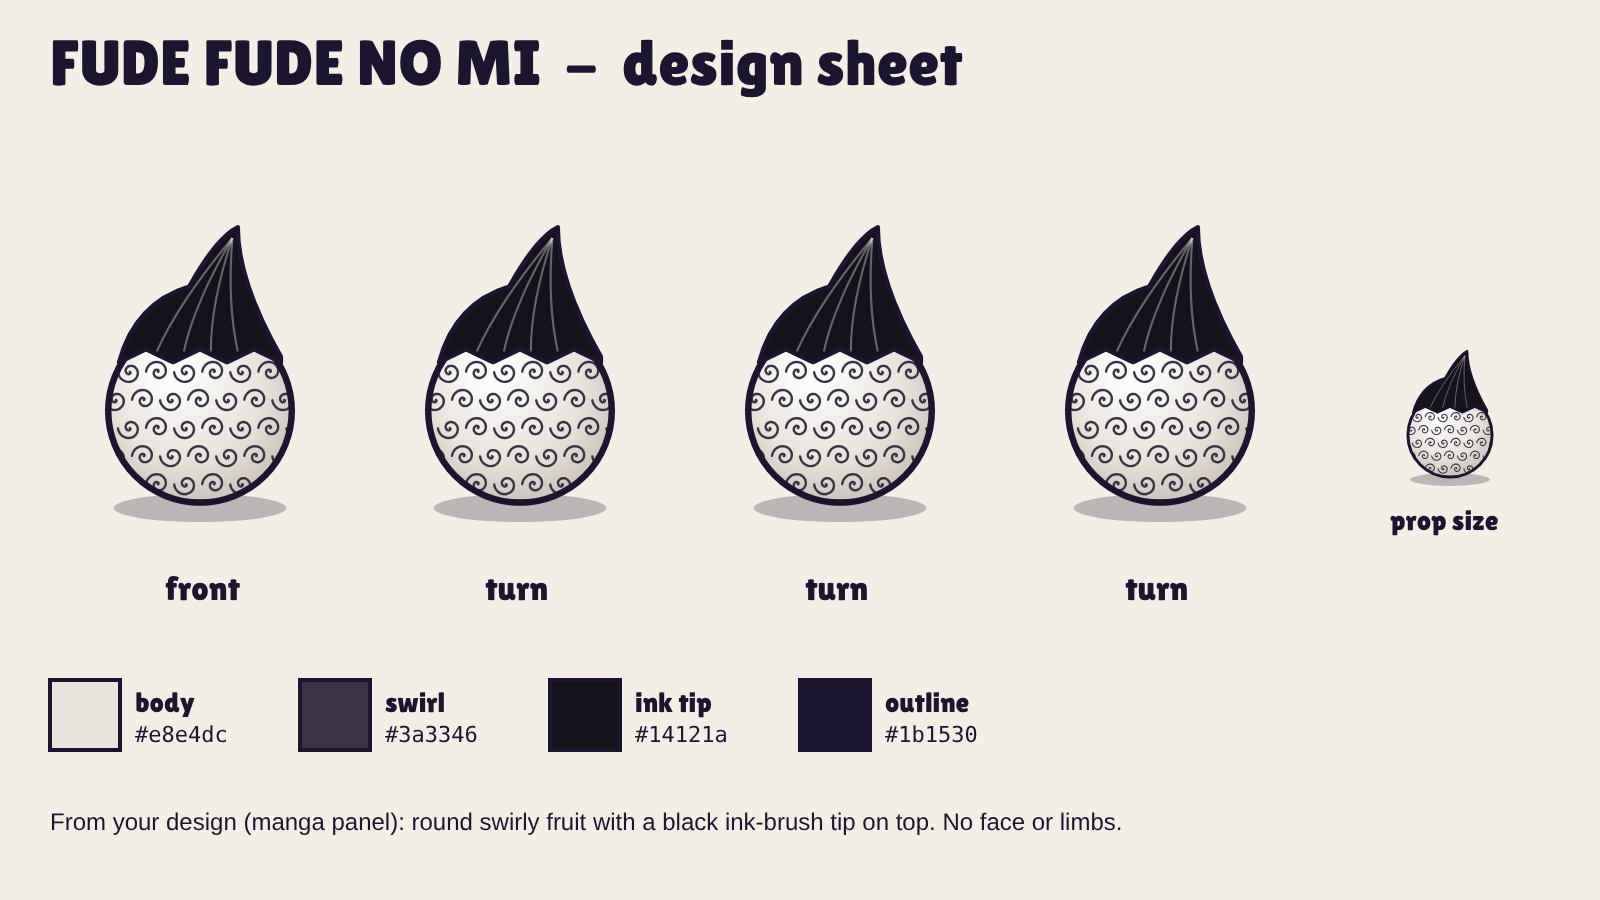 FUDE FUDE NO MI – design sheet
front
turn
turn
turn
prop size
body
#e8e4dc
swirl
#3a3346
ink tip
#14121a
outline
#1b1530
From your design (manga panel): round swirly fruit with a black ink-brush tip on top. No face or limbs.